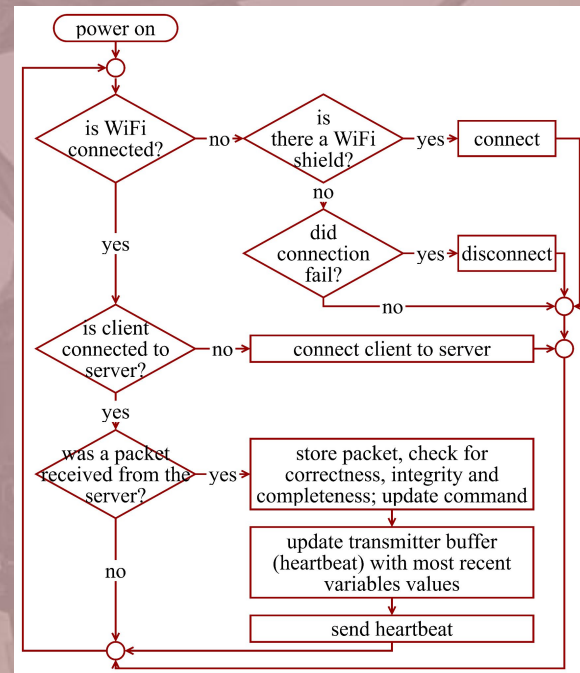 power on
is WiFi
connected?
no
is
there a WiFi
shield?
yes
connect
no
yes
did
connection
fail?
yes
disconnect
no
is client
connected to
server?
no
connect client to server
yes
was a packet
received from the
server?
yes
store packet, check for
correctness, integrity and
completeness; update command
update transmitter buffer
(heartbeat) with most recent
variables values
no
send heartbeat